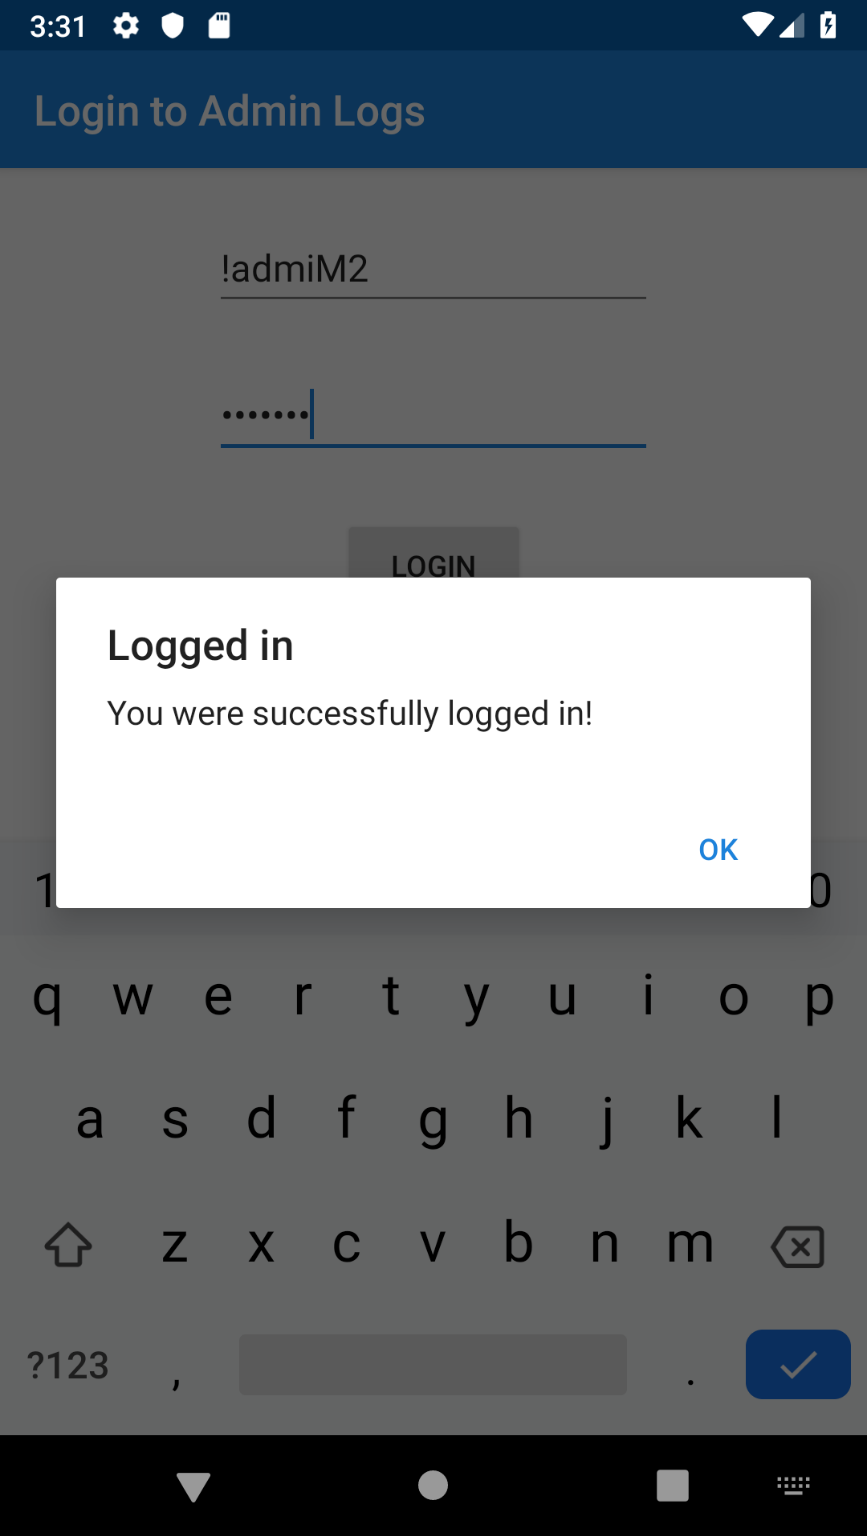 3:31
Login to Admin Logs
!admiM2
•••••••
LOGIN
Logged in
You were successfully logged in!
OK
1 0
q w e r t y u i o p
a s d f g h j k l
z x c v b n m
?123 , .